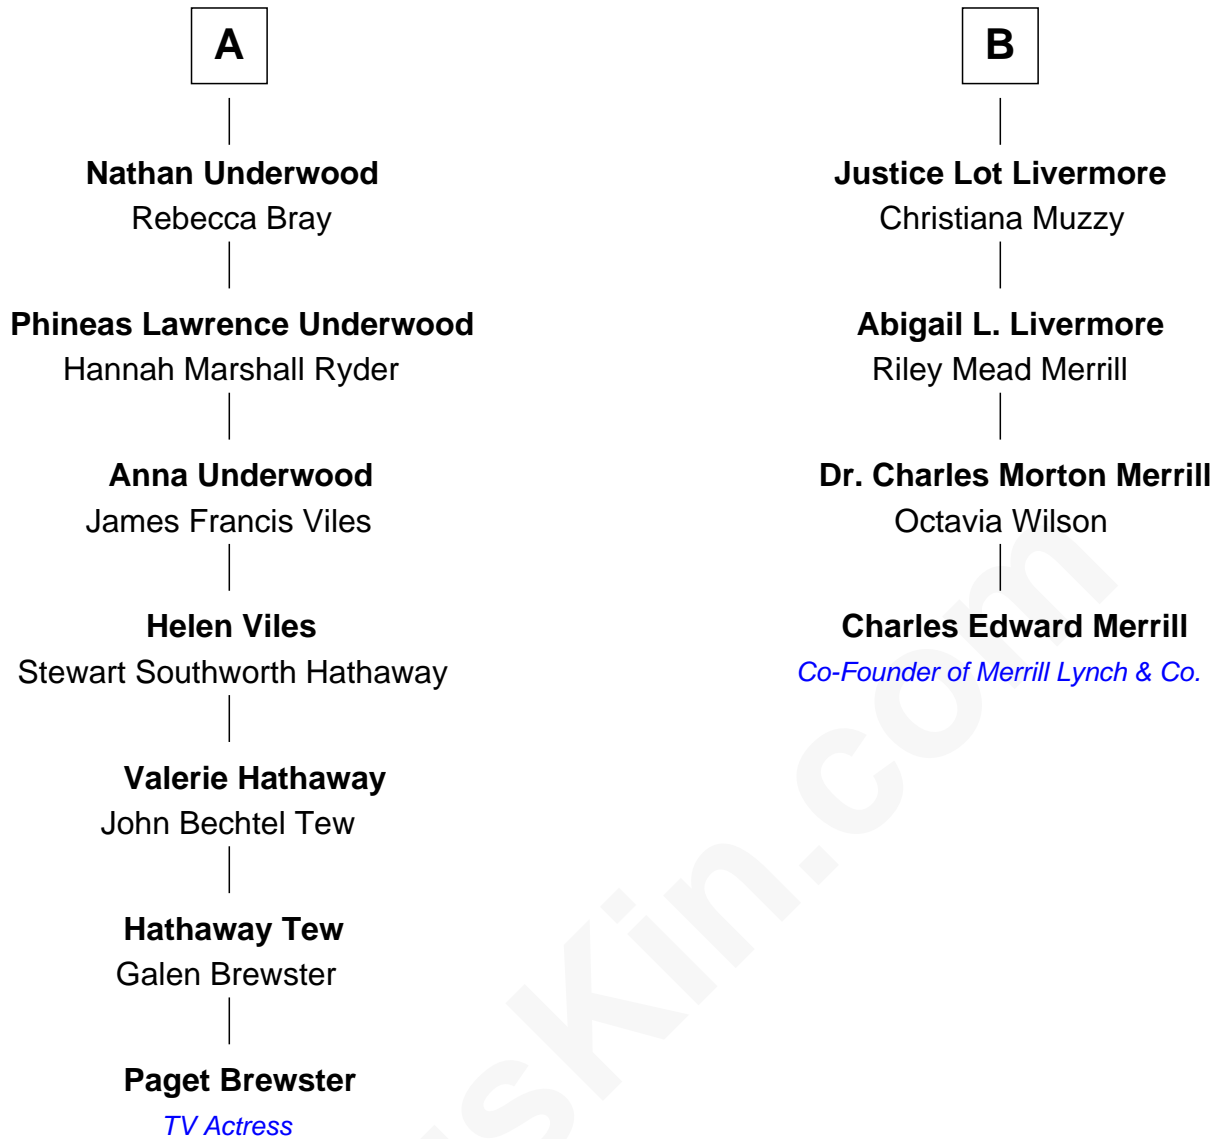 A
Nathan Underwood
Rebecca Bray
Phineas Lawrence Underwood
Hannah Marshall Ryder
Anna Underwood
James Francis Viles
Helen Viles
Stewart Southworth Hathaway
Valerie Hathaway
John Bechtel Tew
Hathaway Tew
Galen Brewster
Paget Brewster
TV Actress
B
Justice Lot Livermore
Christiana Muzzy
Abigail L. Livermore
Riley Mead Merrill
Dr. Charles Morton Merrill
Octavia Wilson
Charles Edward Merrill
Co-Founder of Merrill Lynch & Co.